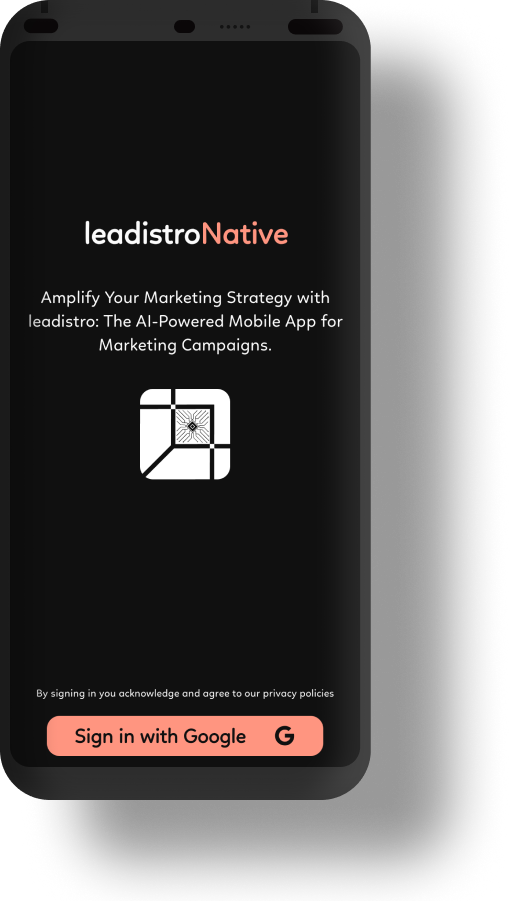 leadistroNative
Amplify Your Marketing Strategy with
leadistro: The AI-Powered Mobile App for
Marketing Campaigns.
By signing in you acknowledge and agree to our privacy policies
Sign in with Google G